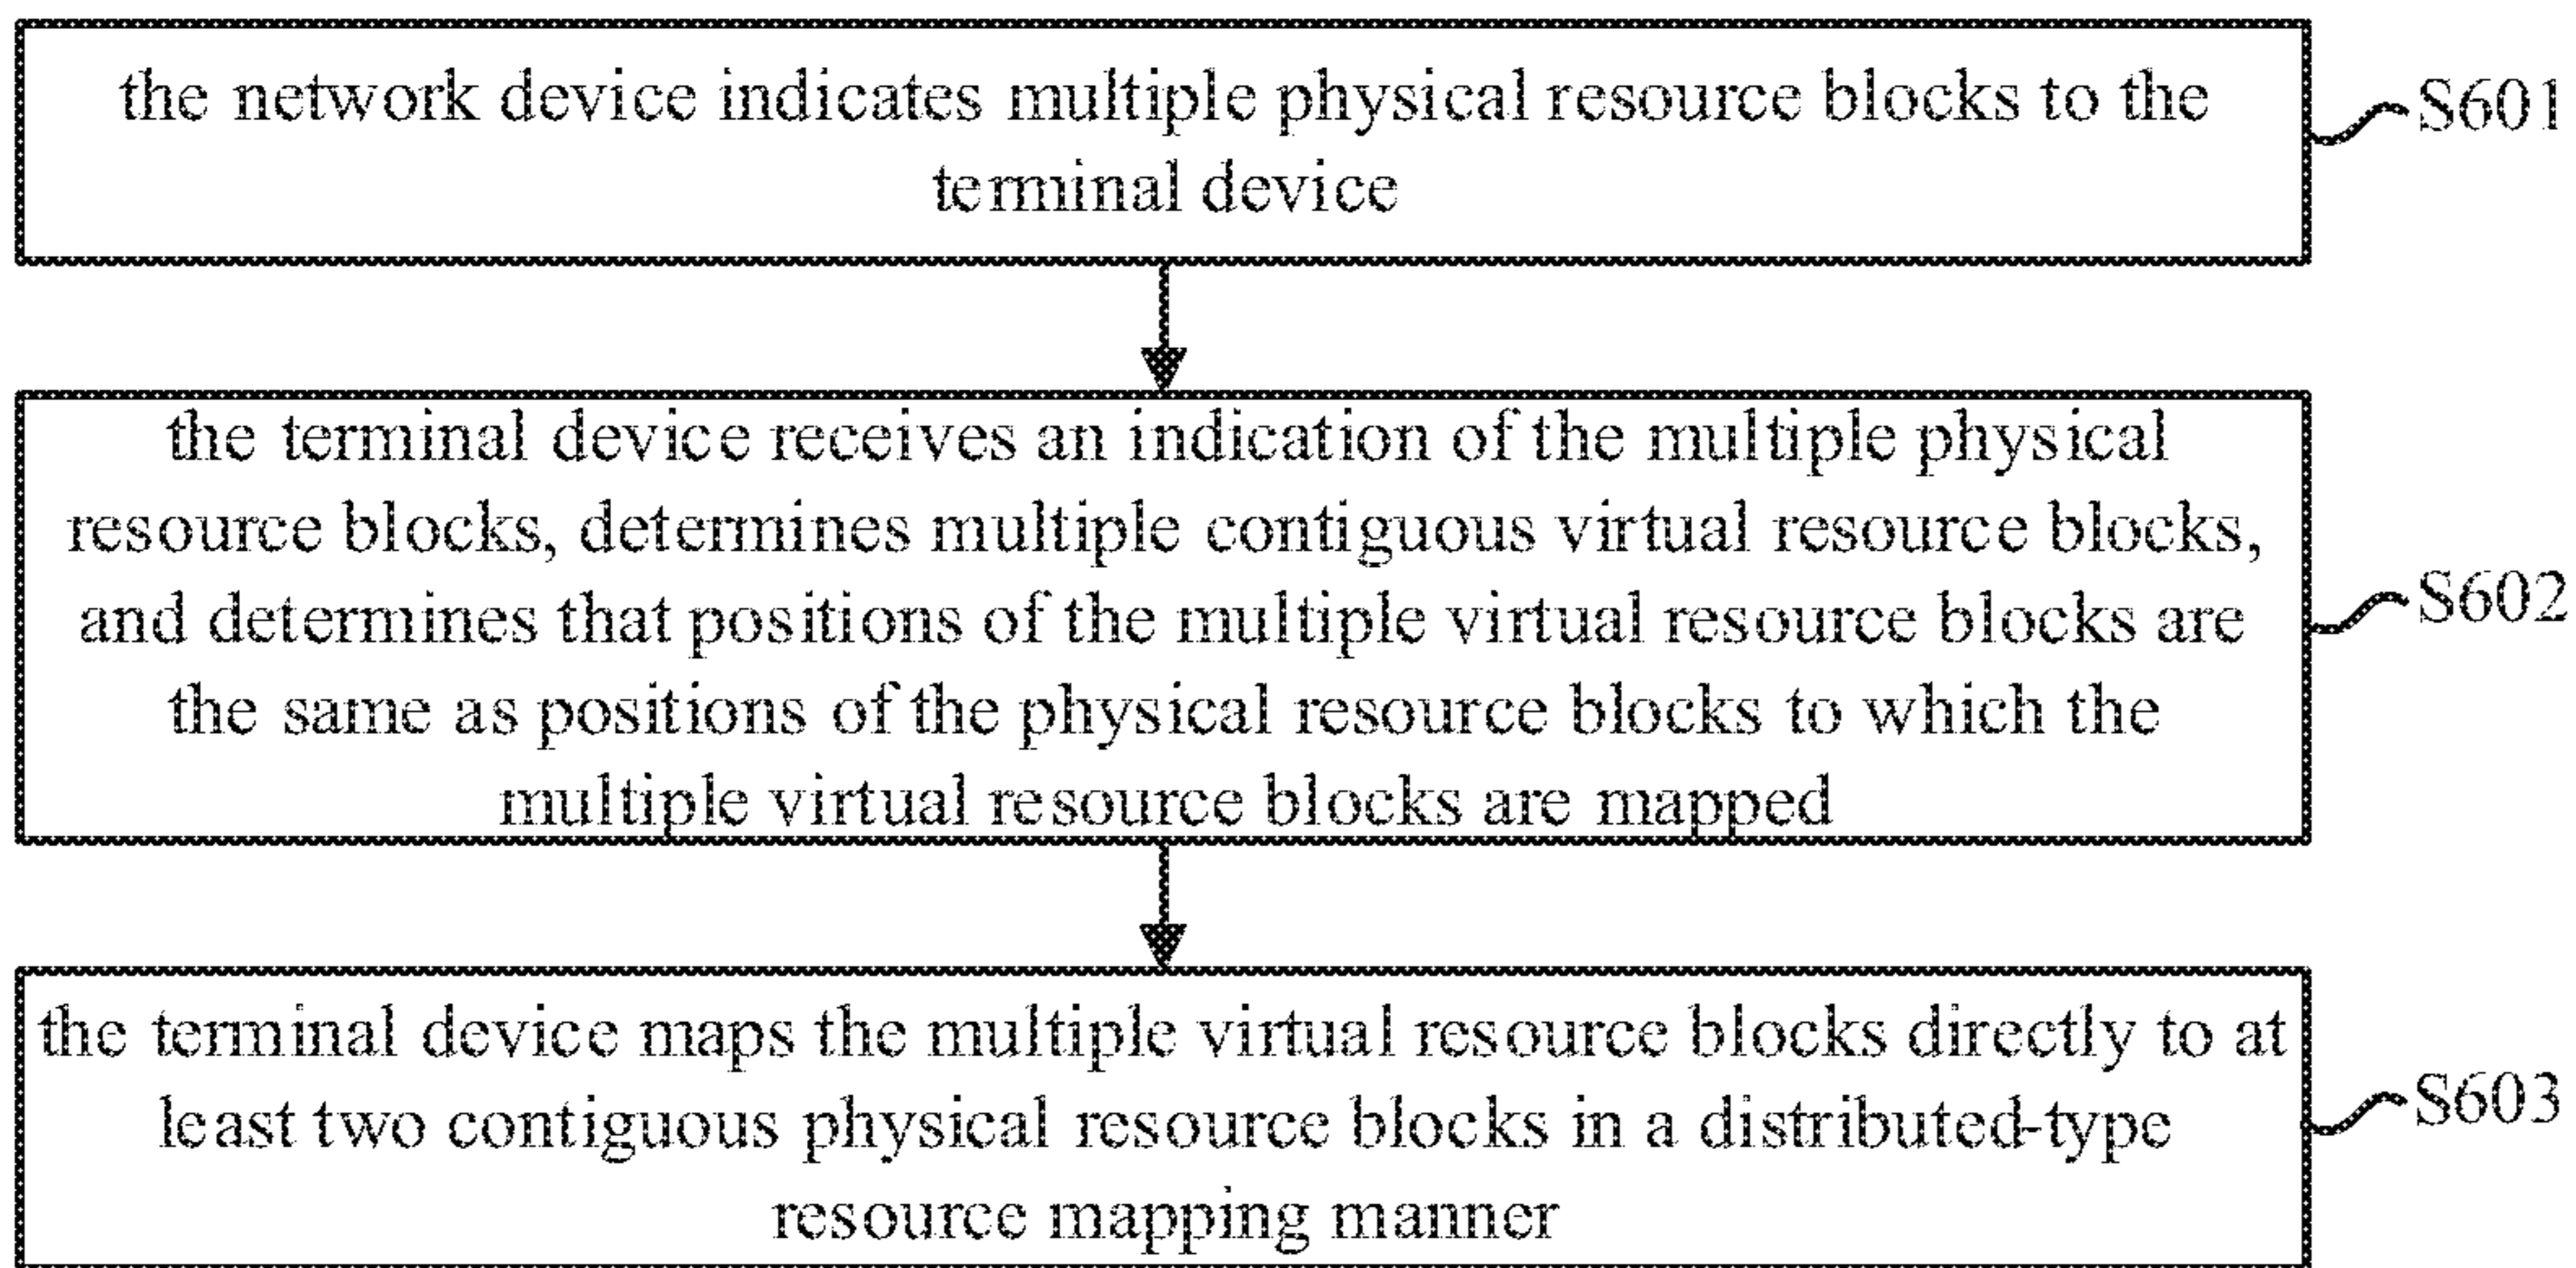 the network device indicates multiple physical resource blocks to the
terminal device
S601
the terminal device receives an indication of the multiple physical
resource blocks, determines multiple contiguous virtual resource blocks,
and determines that positions of the multiple virtual resource blocks are
the same as positions of the physical resource blocks to which the
multiple virtual resource blocks are mapped
S602
the terminal device maps the multiple virtual resource blocks directly to at
least two contiguous physical resource blocks in a distributed-type
resource mapping manner
S603